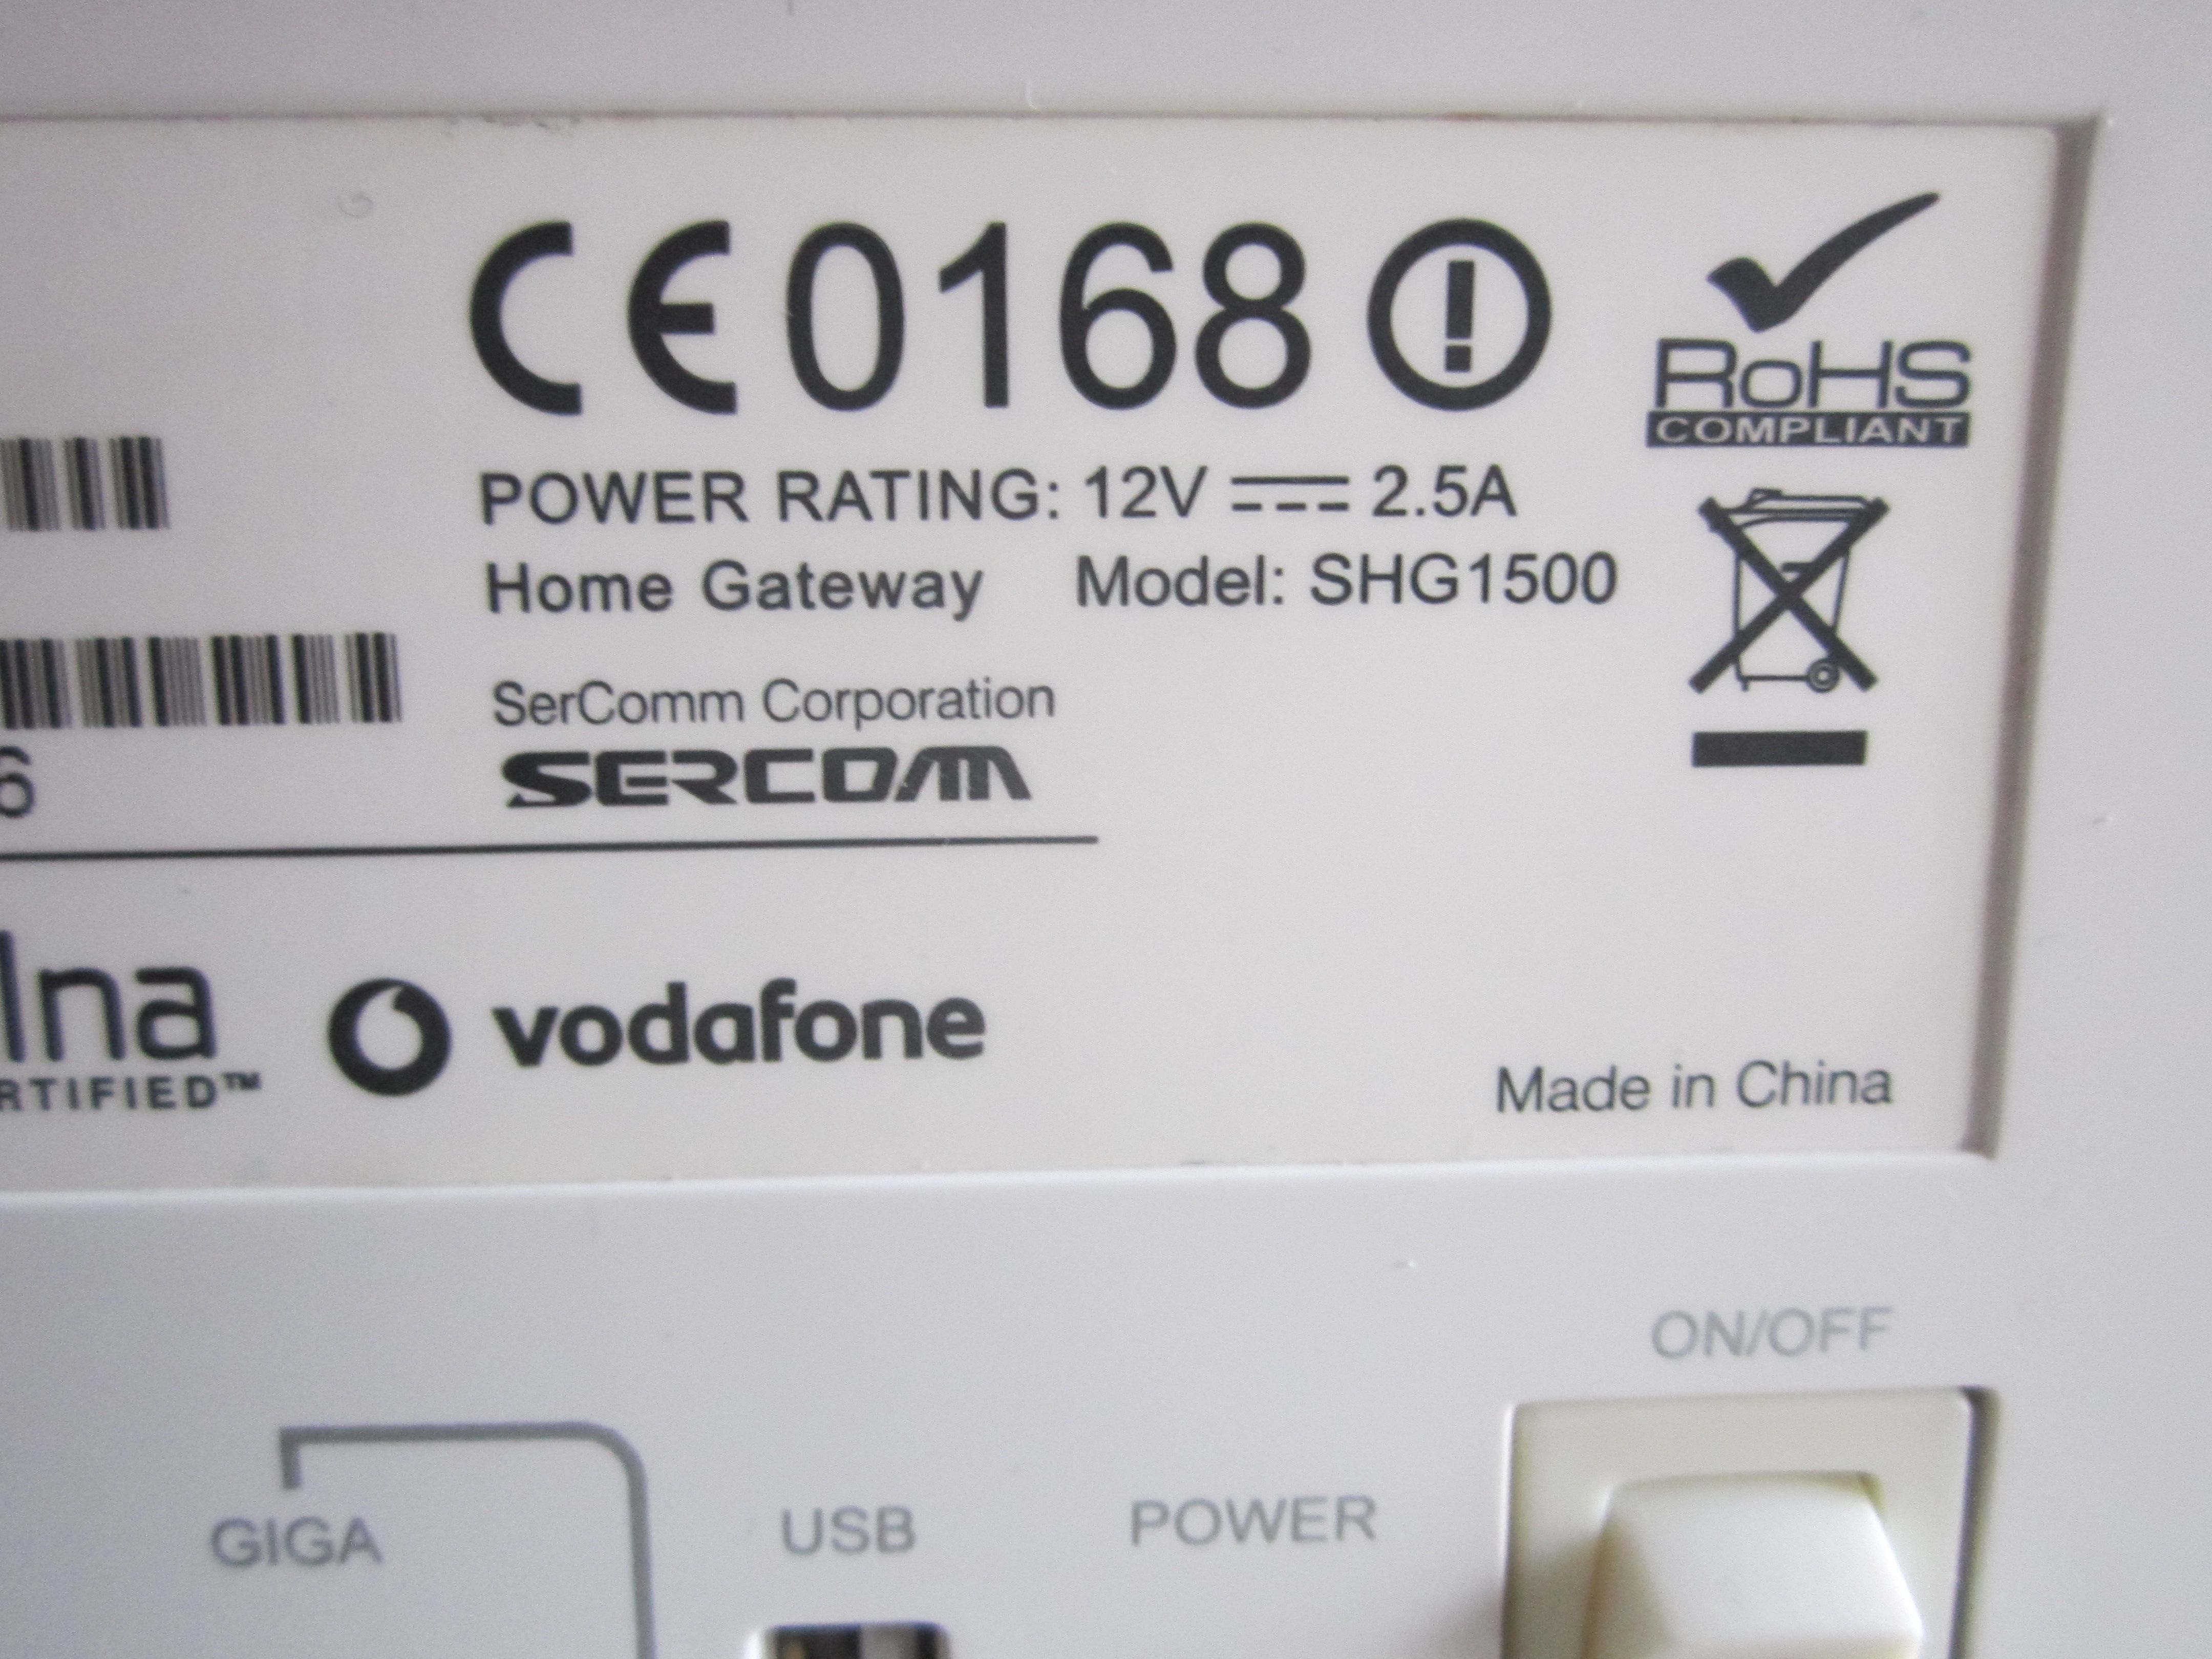 CE0168
RoHS
COMPLIANT
POWER RATING: 12V 2.5A
Home Gateway Model: SHG1500
SerComm Corporation
SERCOMM
6
lna
RTIFIED™
vodafone
Made in China
ON/OFF
GIGA
USB
POWER